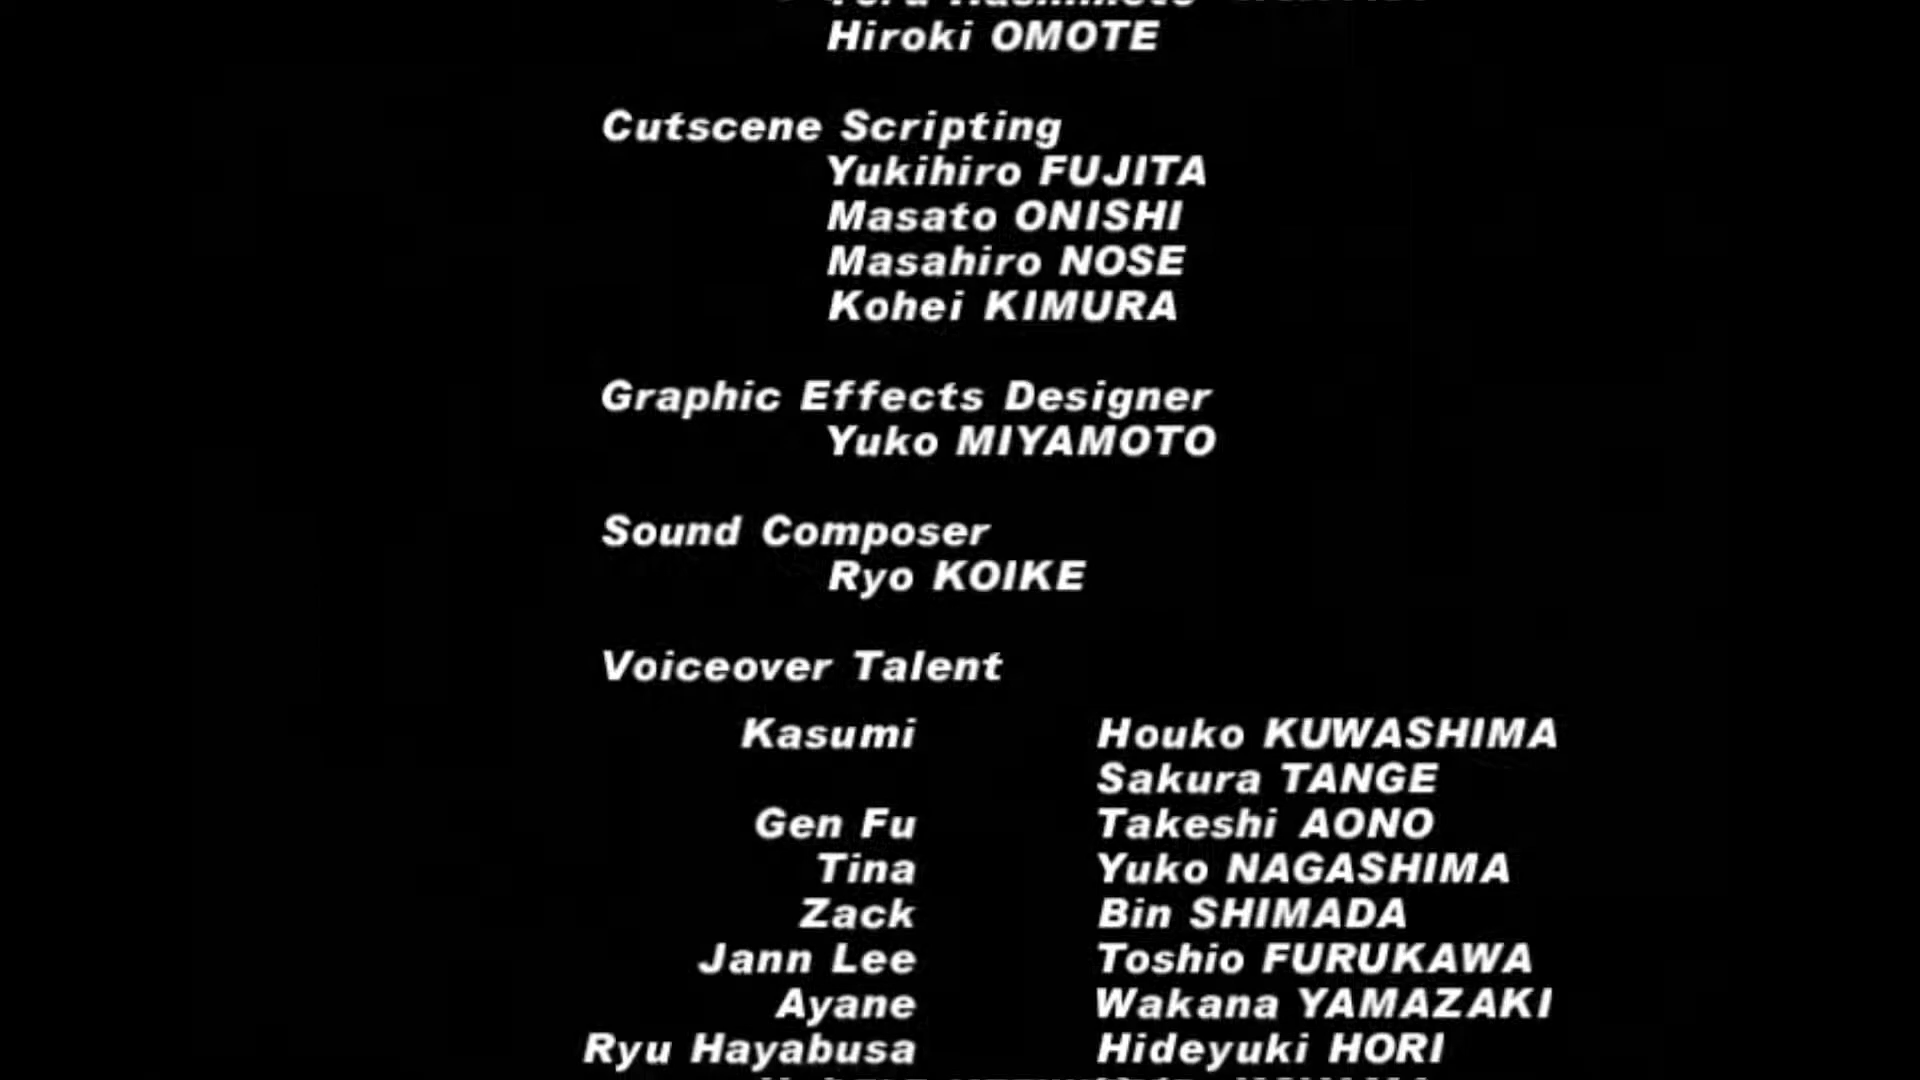 Hiroki OMOTE
Cutscene Scripting
Yukihiro FUJITA
Masato ONISHI
Masahiro NOSE
Kohei KIMURA
Graphic Effects Designer
Yuko MIYAMOTO
Sound Composer
Ryo KOIKE
Voiceover Talent
Kasumi Houko KUWASHIMA
Sakura TANGE
Gen Fu Takeshi AONO
Tina Yuko NAGASHIMA
Zack Bin SHIMADA
Jann Lee Toshio FURUKAWA
Ayane Wakana YAMAZAKI
Ryu Hayabusa Hideyuki HORI